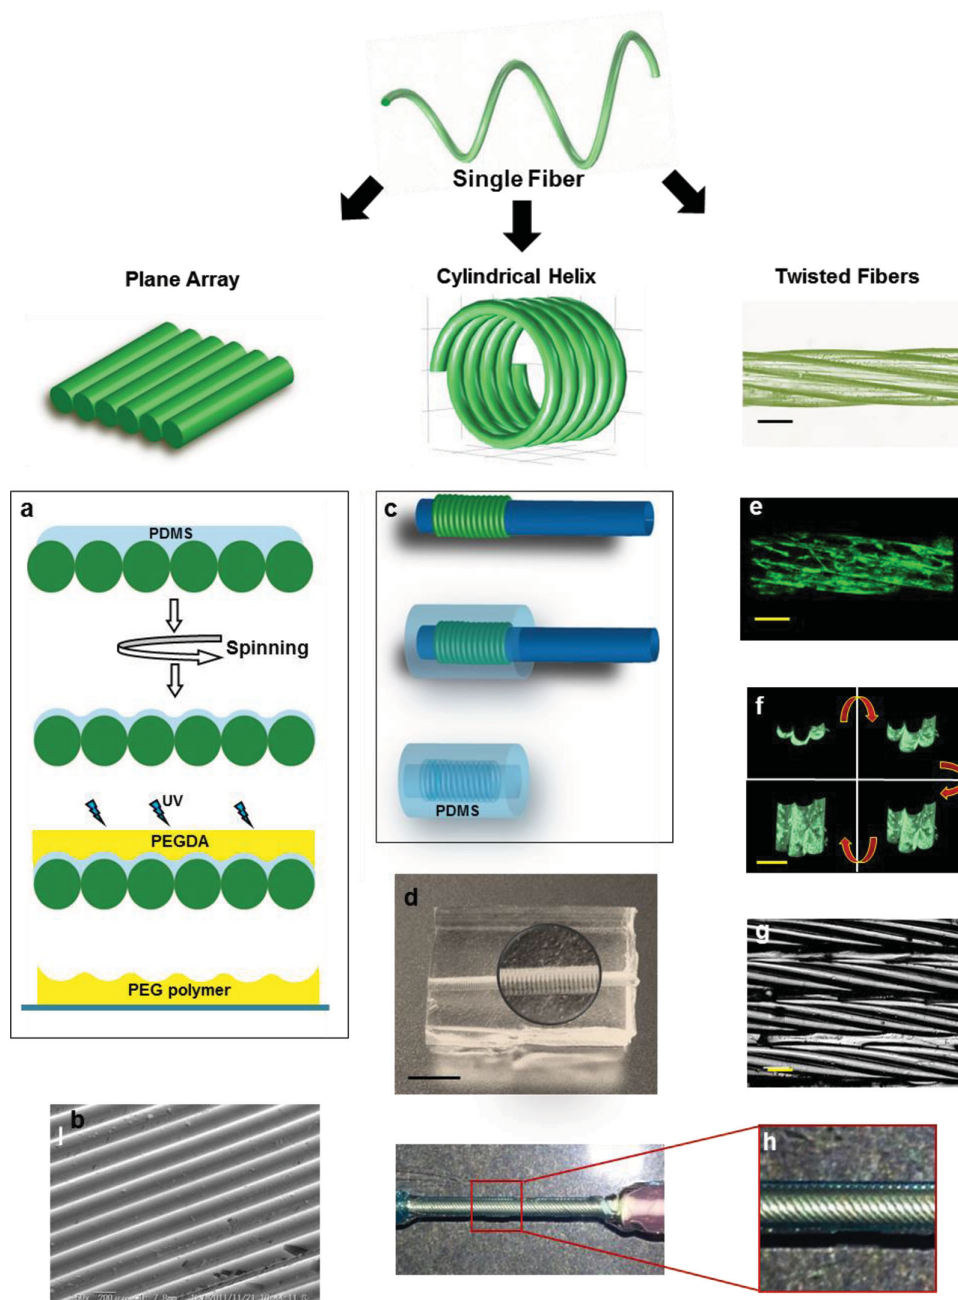 Single Fiber
Plane Array
Cylindrical Helix
Twisted Fibers
a
PDMS
Spinning
UV
PEGDA
PEG polymer
c
PDMS
e
f
d
g
b
h